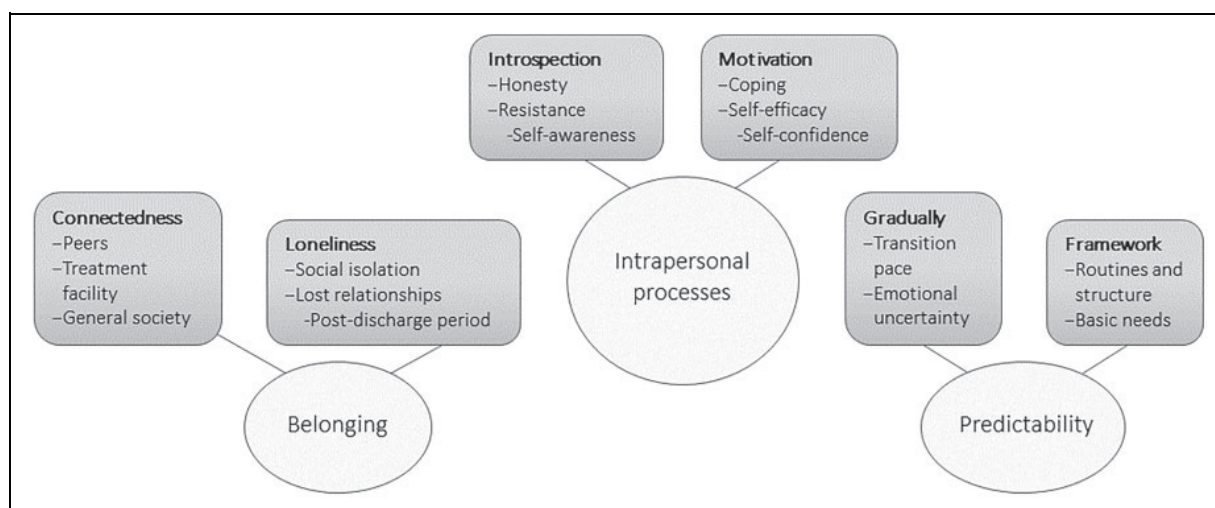 Introspection
–Honesty
–Resistance
-Self-awareness
Motivation
–Coping
–Self-efficacy
-Self-confidence
Connectedness
–Peers
–Treatment
facility
–General society
Loneliness
–Social isolation
–Lost relationships
-Post-discharge period
Intrapersonal
processes
Gradually
–Transition
pace
–Emotional
uncertainty
Framework
–Routines and
structure
–Basic needs
Belonging
Predictability